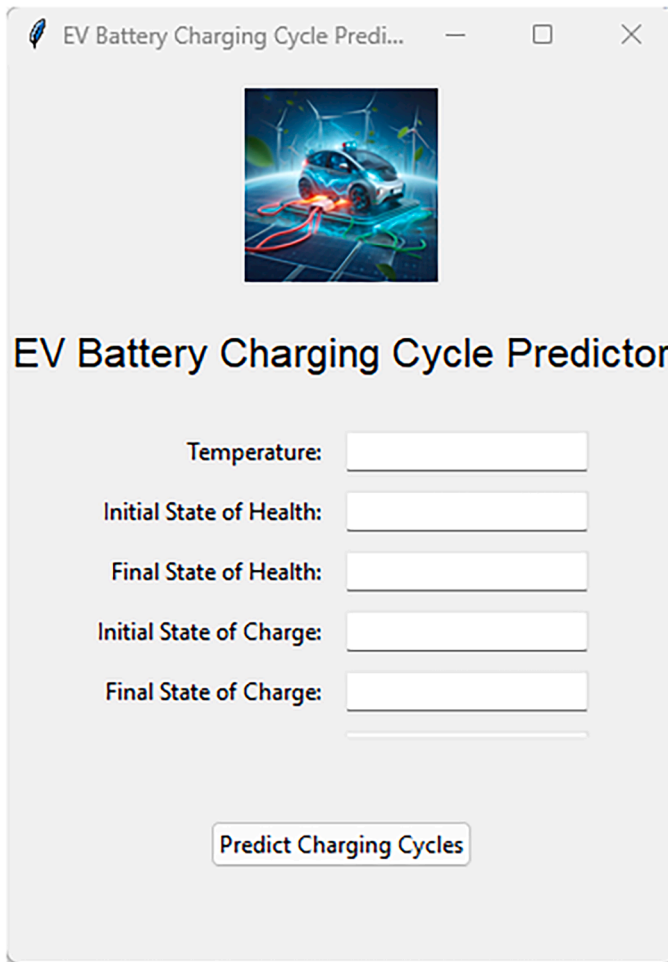 EV Battery Charging Cycle Predi...
EV Battery Charging Cycle Predictor
Temperature:
Initial State of Health:
Final State of Health:
Initial State of Charge:
Final State of Charge:
Predict Charging Cycles